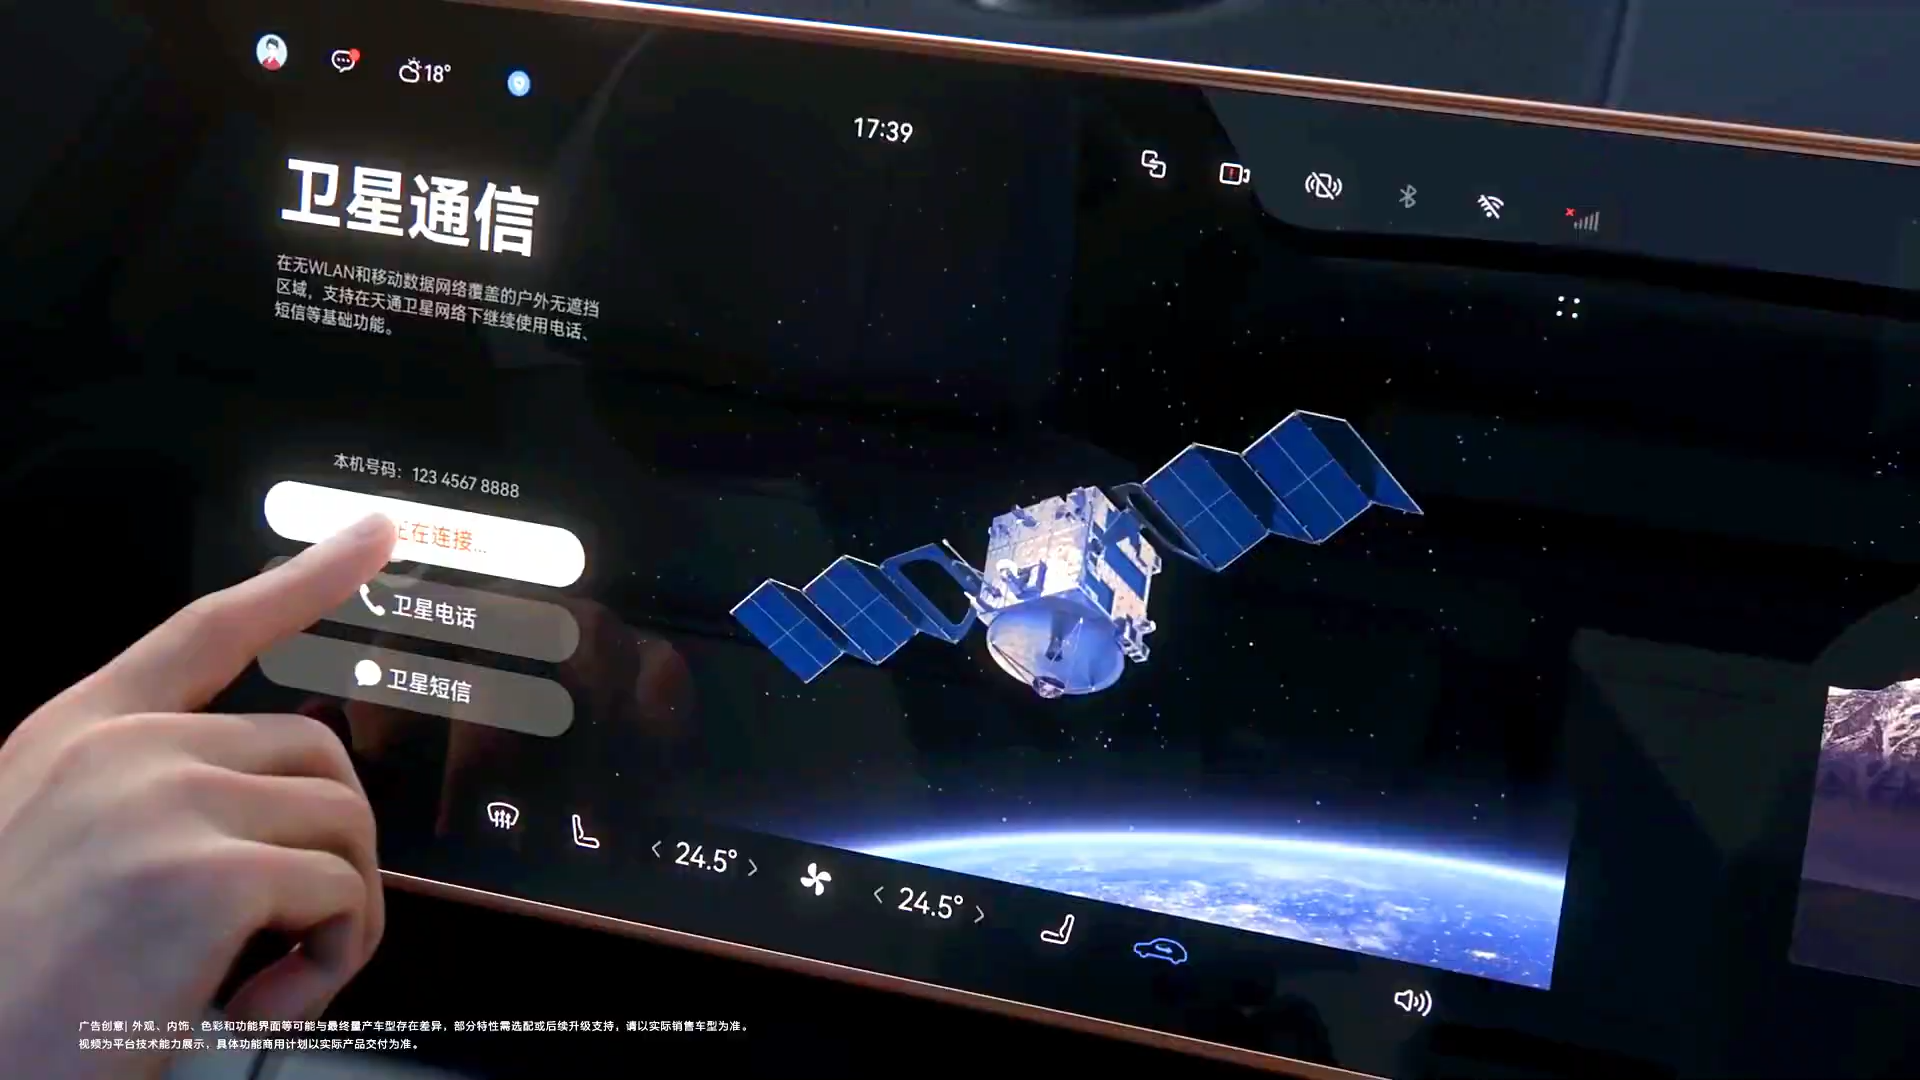 18°
17:39
卫星通信
在无WLAN和移动数据网络覆盖的户外无遮挡
区域，支持在天通卫星网络下继续使用电话、
短信等基础功能。
本机号码：123 4567 8888
正在连接...
卫星电话
卫星短信
< 24.5° >
< 24.5° >
广告创意| 外观、内饰、色彩和功能界面等可能与最终量产车型存在差异，部分特性需选配或后续升级支持，请以实际销售车型为准。
视频为平台技术能力展示，具体功能商用计划以实际产品交付为准。